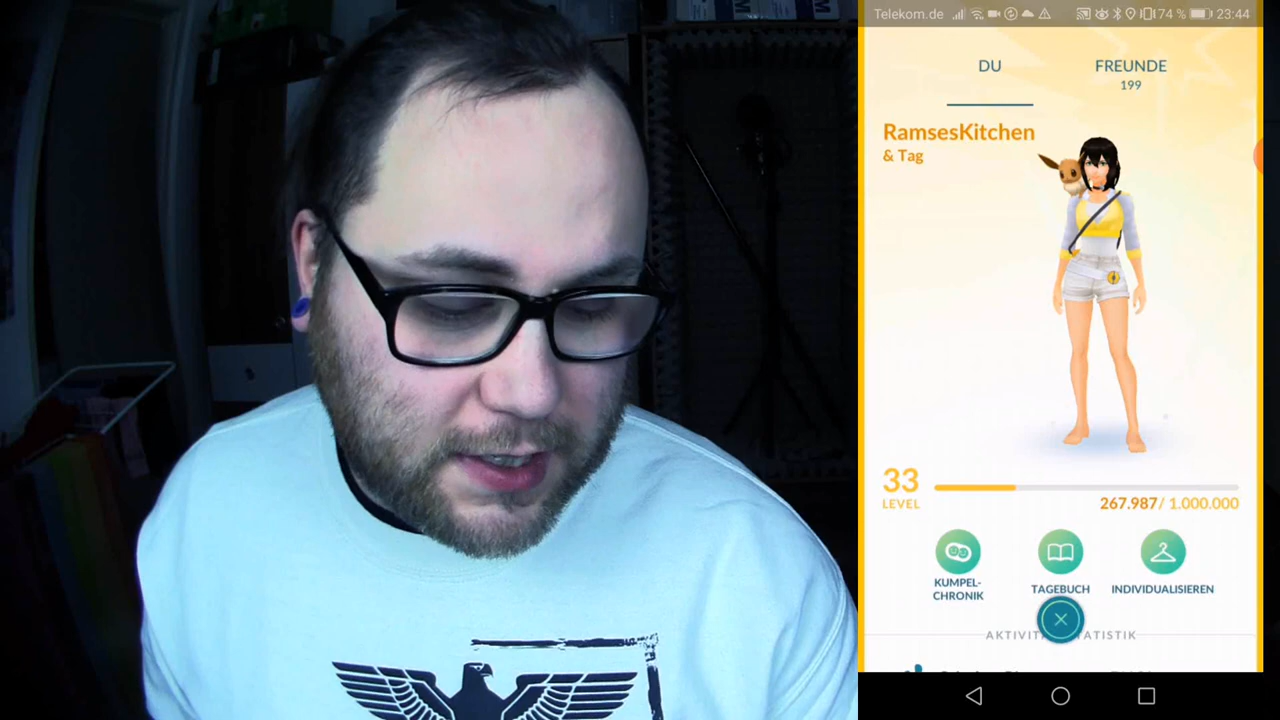 Telekom.de 74 % 23:44
DU FREUNDE
199
RamsesKitchen
& Tag
33
LEVEL
267.987/ 1.000.000
KUMPEL-
CHRONIK
TAGEBUCH
INDIVIDUALISIEREN